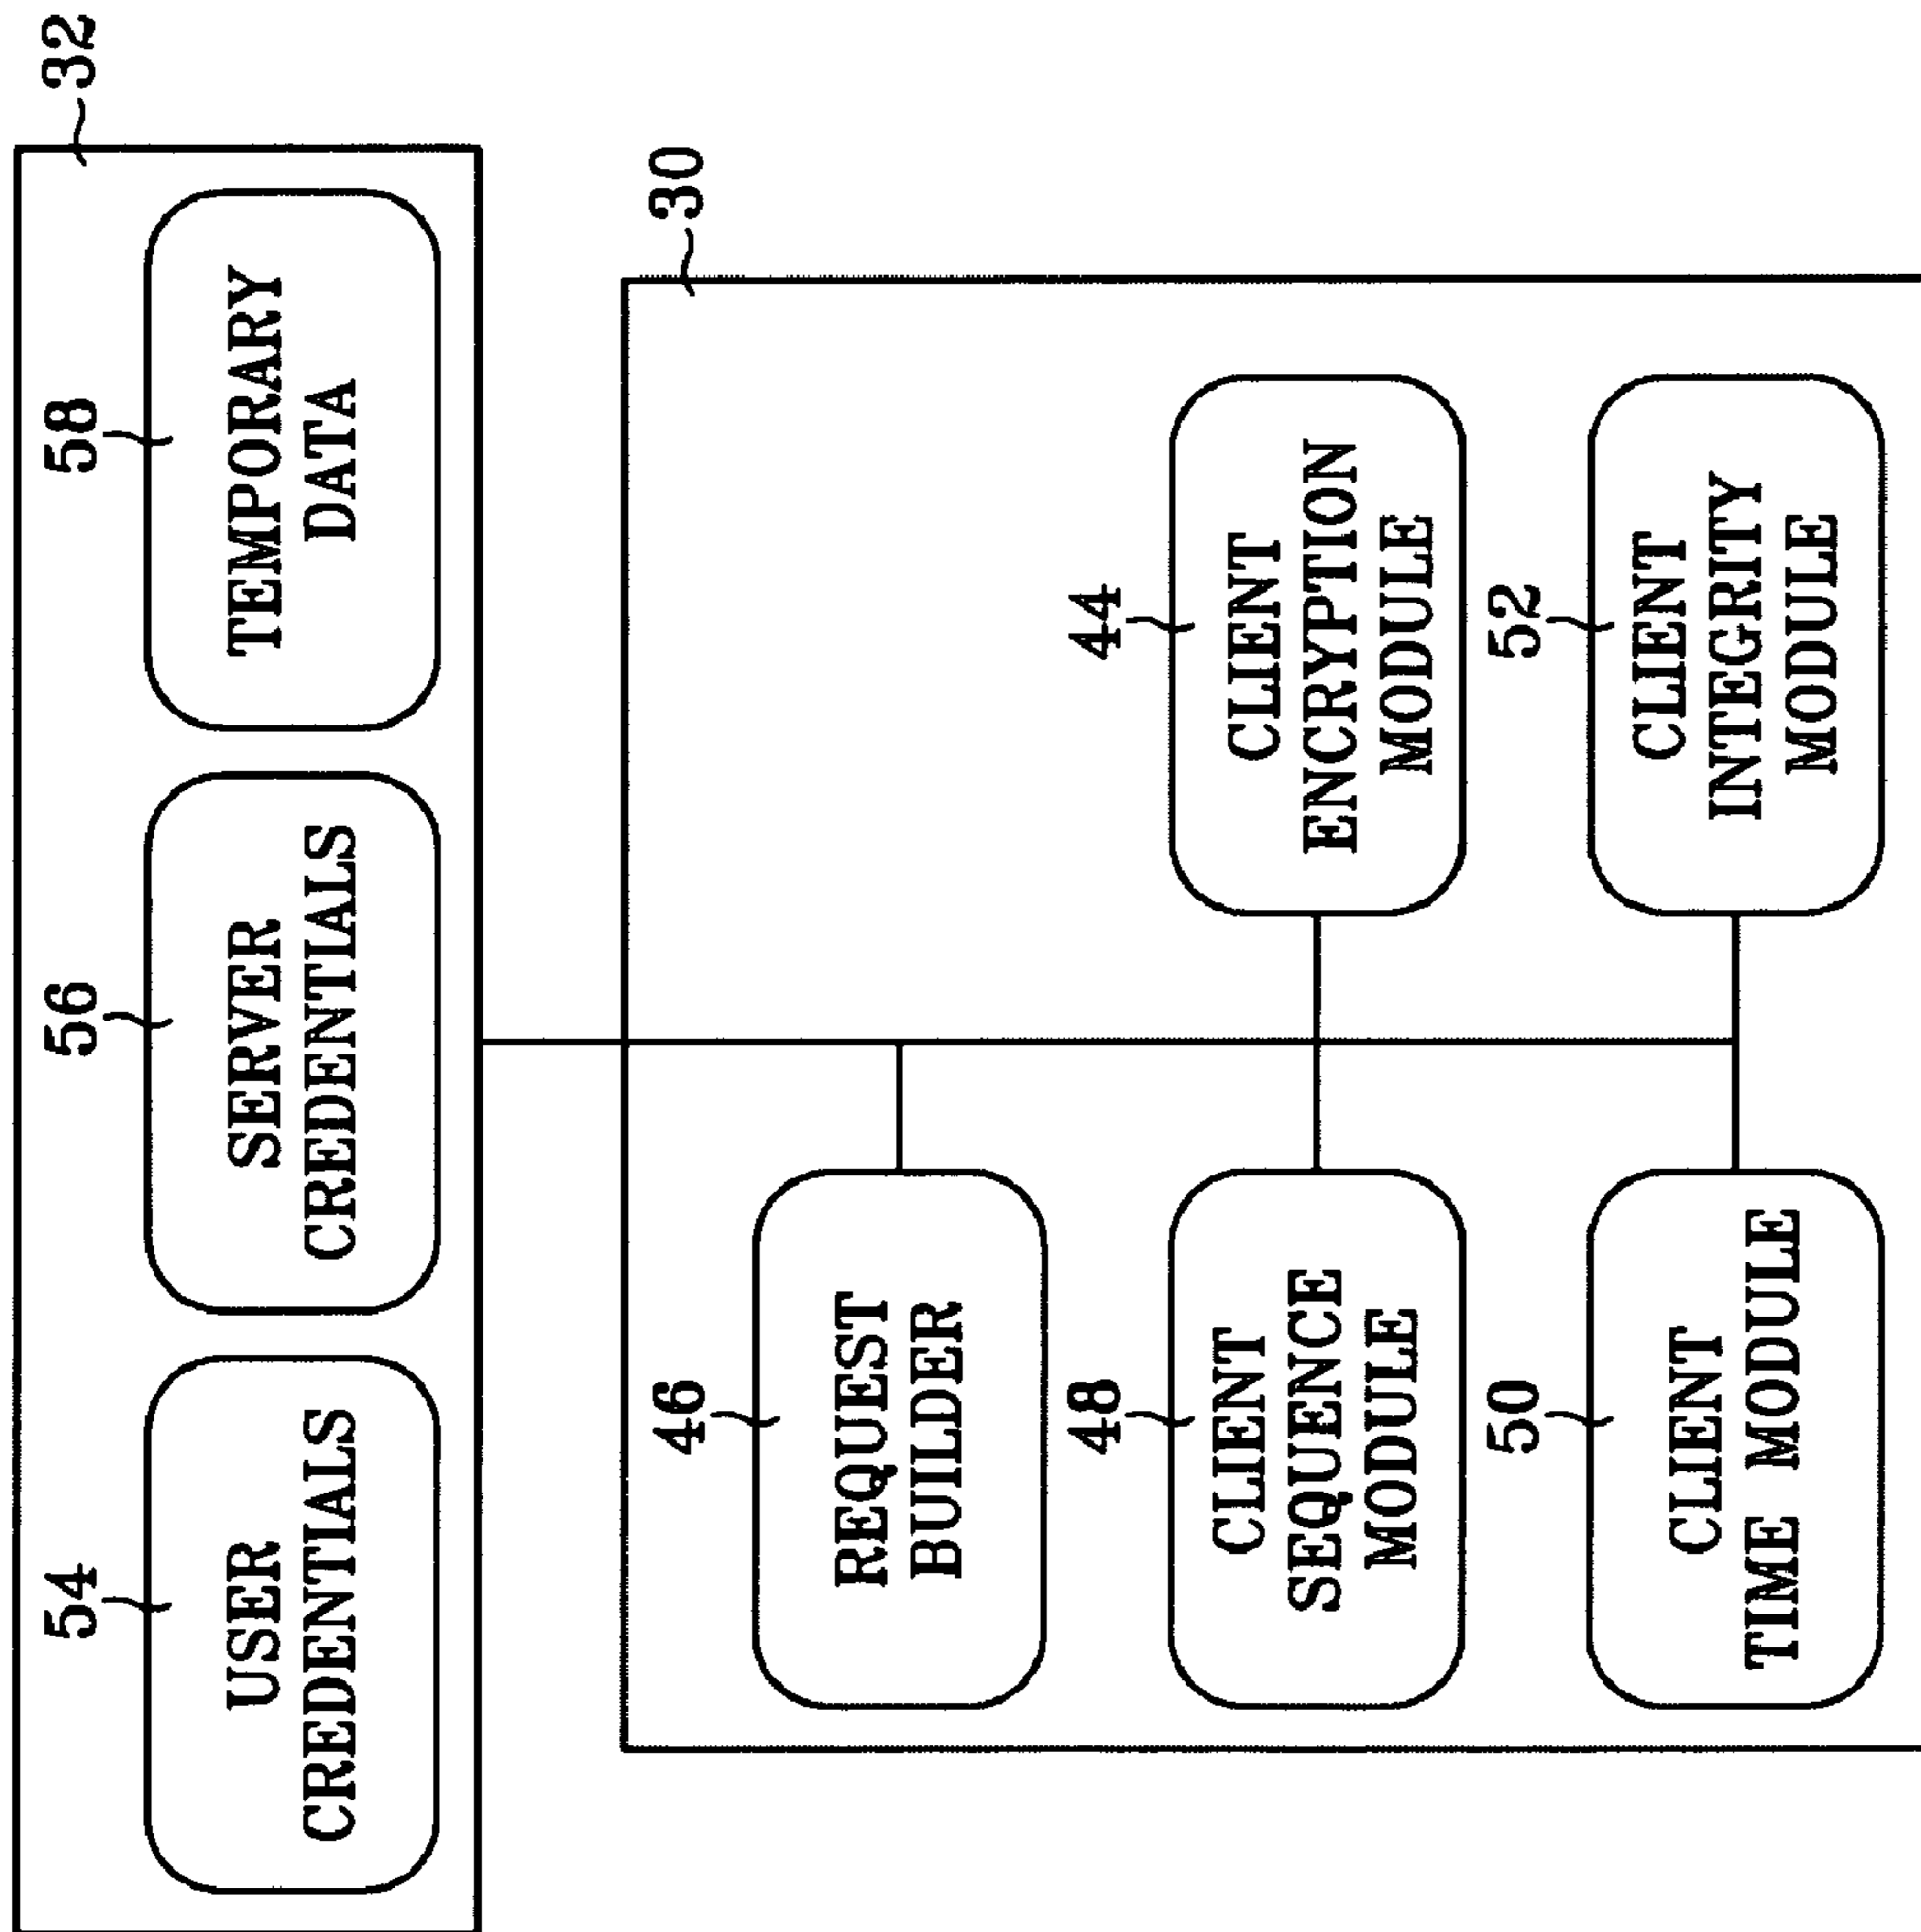 32
54
USER
CREDENTIALS
56
SERVER
CREDENTIALS
58
TEMPORARY
DATA
30
46
REQUEST
BUILDER
48
CLIENT
SEQUENCE
MODULE
44
CLIENT
ENCRYPTION
MODULE
50
CLIENT
TIME MODULE
52
CLIENT
INTEGRITY
MODULE